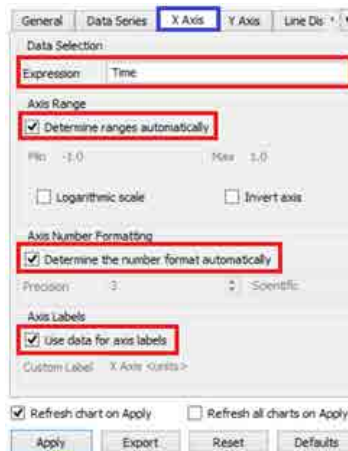 General Data Series X Axis Y Axis Line Dis
Data Selection
Expression Time
Axis Range
Determine ranges automatically
Min -1.0 Max 1.0
Logarithmic scale Invert axis
Axis Number Formatting
Determine the number format automatically
Precision 3 Scientific
Axis Labels
Use data for axis labels
Custom Label X Axis <units>
Refresh chart on Apply Refresh all charts on Apply
Apply Export Reset Defaults